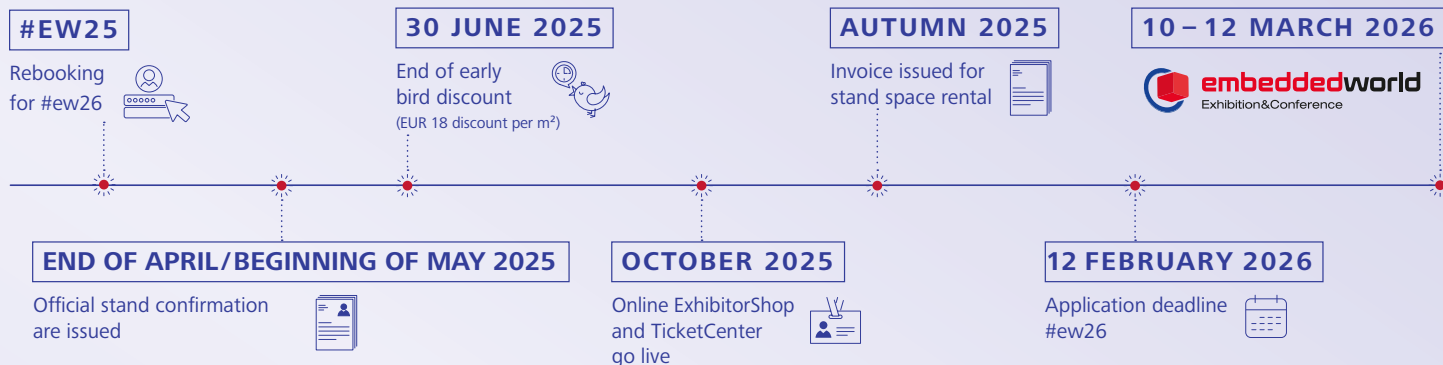 #EW25
Rebooking
for #ew26
30 JUNE 2025
End of early
bird discount
(EUR 18 discount per m²)
AUTUMN 2025
Invoice issued for
stand space rental
10 – 12 MARCH 2026
embeddedworld
Exhibition&Conference
END OF APRIL/BEGINNING OF MAY 2025
Official stand confirmation
are issued
OCTOBER 2025
Online ExhibitorShop
and TicketCenter
go live
12 FEBRUARY 2026
Application deadline
#ew26